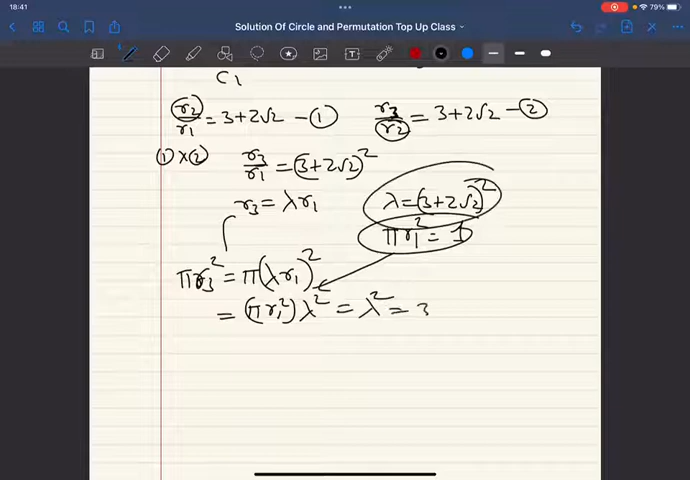 18:41
79%
Solution Of Circle and Permutation Top Up Class
C₁
r₂/r₁ = 3+2√2 – ① r₃/r₂ = 3+2√2 – ②
① × ② r₃/r₁ = (3+2√2)²
r₃ = λr₁ λ = (3+2√2)²
πr₁² = 1
πr₃² = π(λr₁)²
= (πr₁²)λ² = λ² = 3